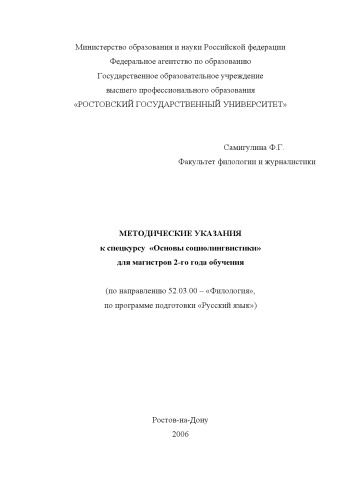 Министерство образования и науки Российской федерации
Федеральное агентство по образованию
Государственное образовательное учреждение
высшего профессионального образования
«РОСТОВСКИЙ ГОСУДАРСТВЕННЫЙ УНИВЕРСИТЕТ»
Самигулина Ф.Г.
Факультет филологии и журналистики
МЕТОДИЧЕСКИЕ УКАЗАНИЯ
к спецкурсу «Основы социолингвистики»
для магистров 2-го года обучения
(по направлению 52.03.00 – «Филология»,
по программе подготовки «Русский язык»)
Ростов-на-Дону
2006